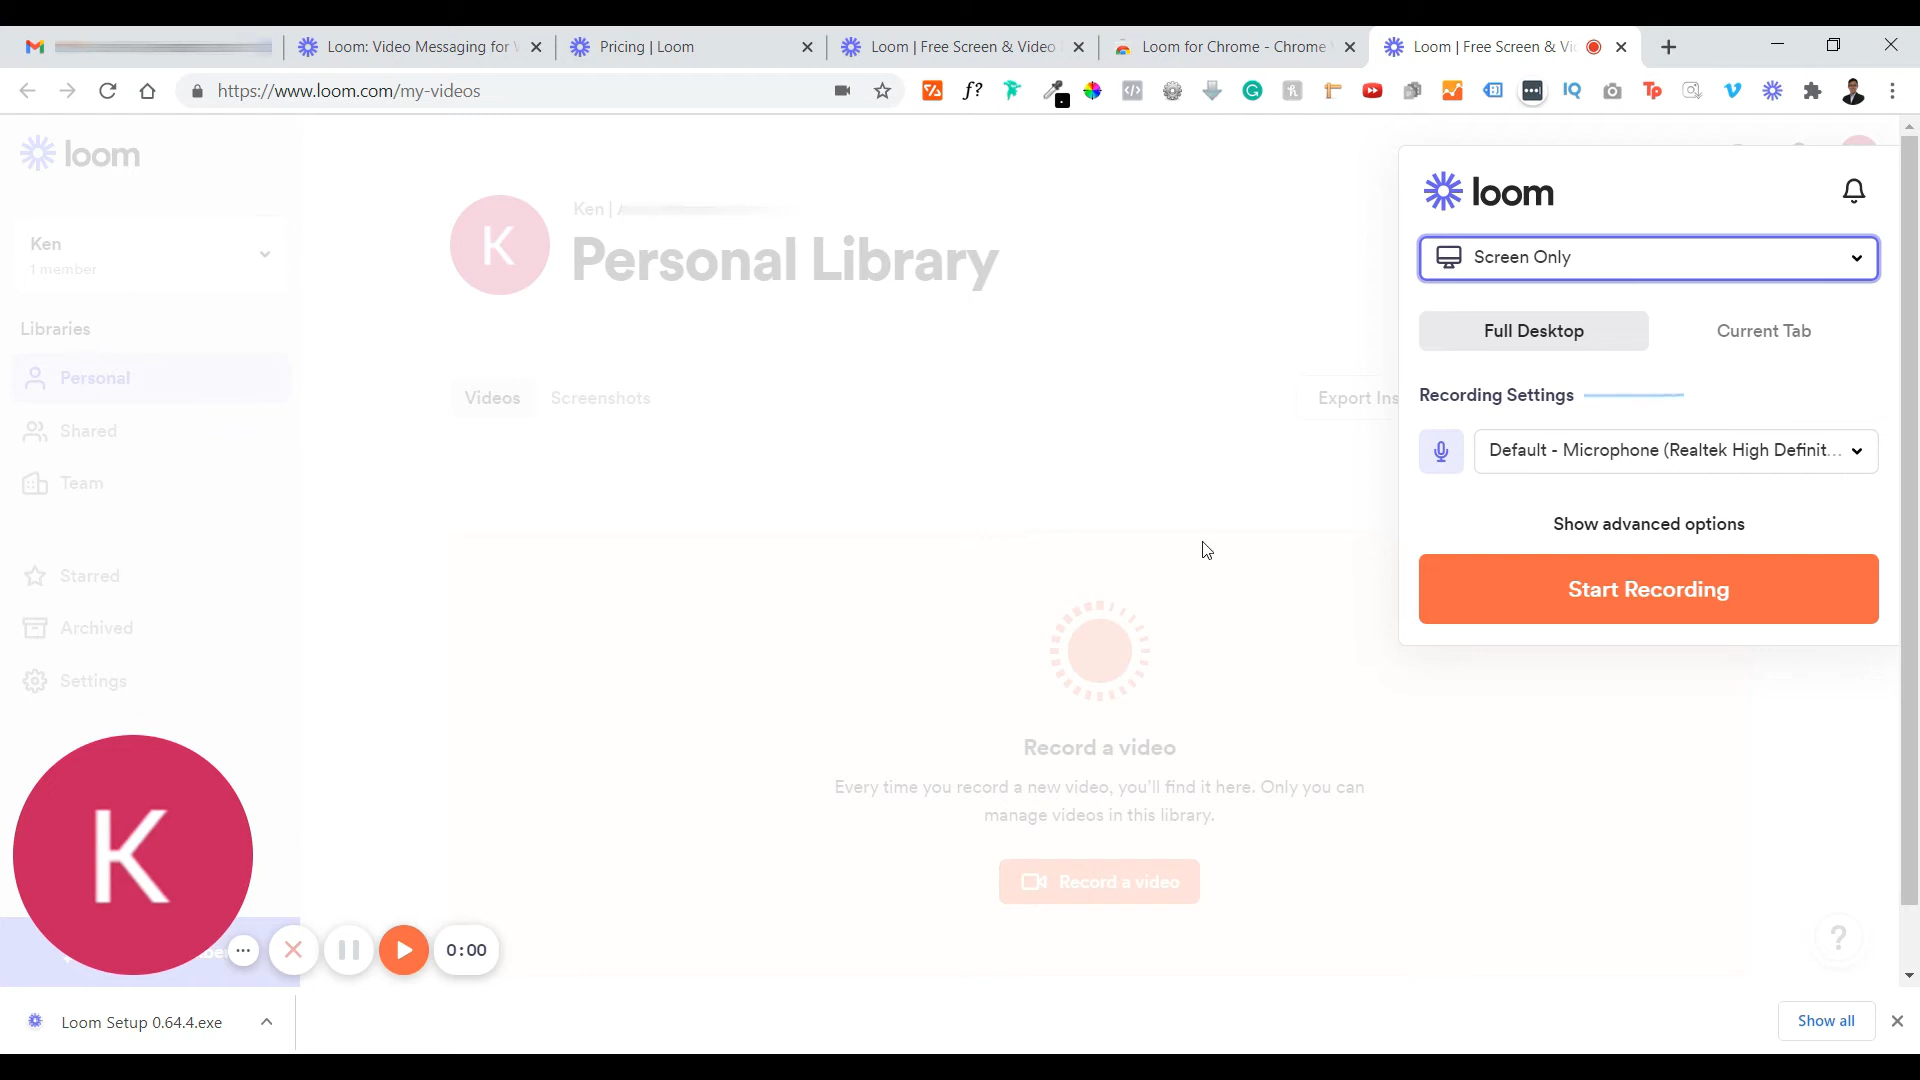 Loom: Video Messaging for
Pricing | Loom
Loom | Free Screen & Video
Loom for Chrome - Chrome
Loom | Free Screen & Vi
https://www.loom.com/my-videos
f?
IQ
Tp
loom
Ken
1 member
Libraries
Personal
Shared
Team
Starred
Archived
Settings
K
Ken |
Personal Library
Videos
Screenshots
Export Ins
Record a video
Every time you record a new video, you'll find it here. Only you can
manage videos in this library.
Record a video
loom
Screen Only
Full Desktop
Current Tab
Recording Settings
Default - Microphone (Realtek High Definit...
Show advanced options
Start Recording
K
0:00
?
Loom Setup 0.64.4.exe
Show all